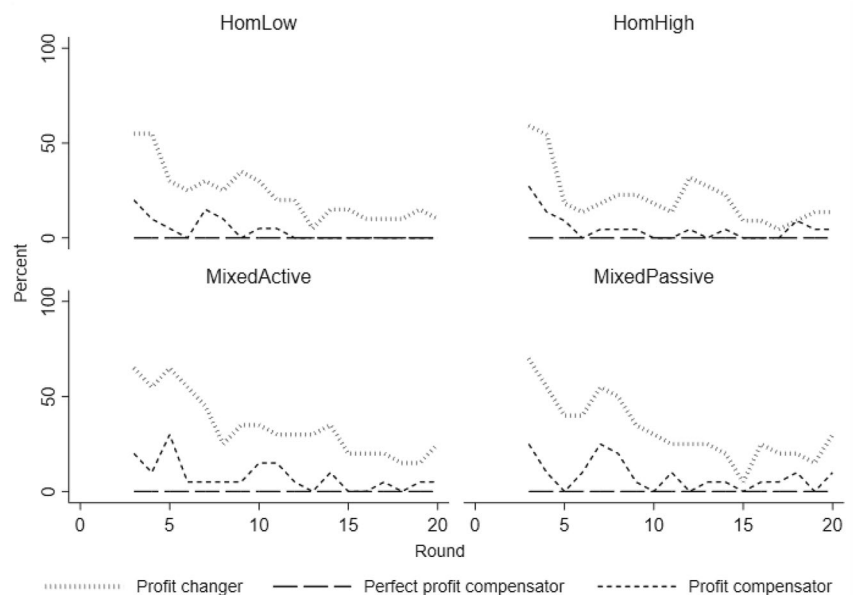 HomLow HomHigh
100
50
0
MixedActive MixedPassive
Percent
100
50
0
0 5 10 15 20 0 5 10 15 20
Round
Profit changer Perfect profit compensator Profit compensator